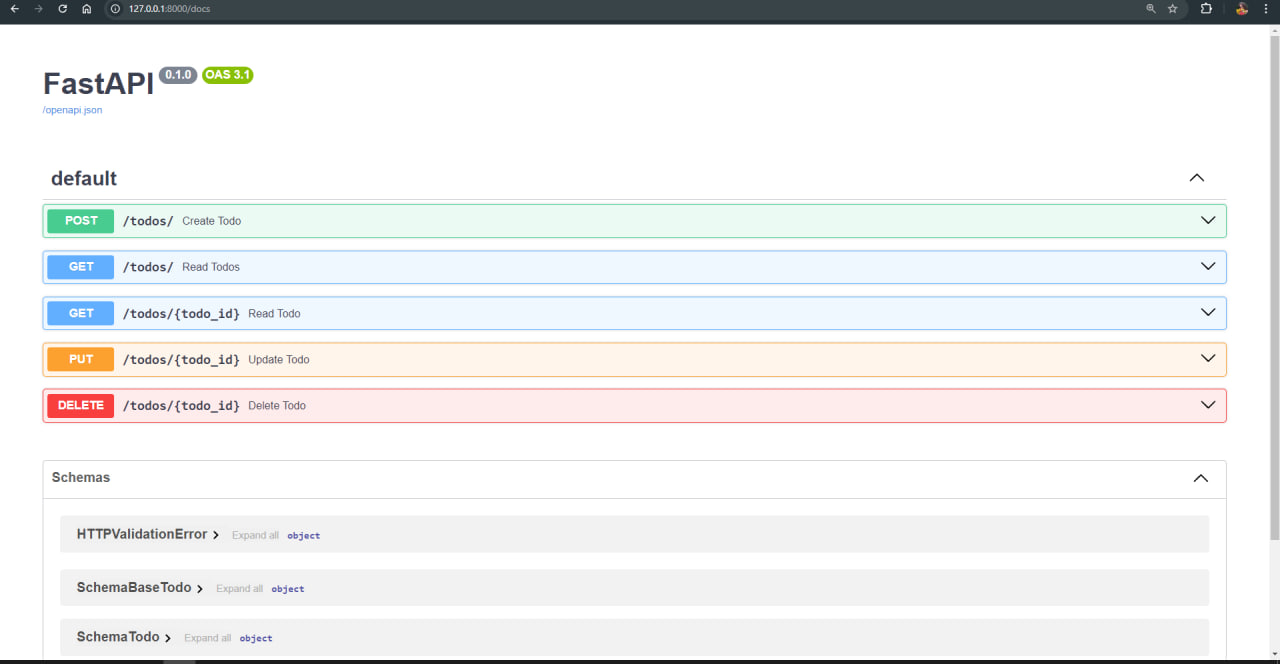 127.0.0.1:8000/docs
FastAPI 0.1.0 OAS 3.1
/openapi.json
default
POST /todos/ Create Todo
GET /todos/ Read Todos
GET /todos/{todo_id} Read Todo
PUT /todos/{todo_id} Update Todo
DELETE /todos/{todo_id} Delete Todo
Schemas
HTTPValidationError Expand all object
SchemaBaseTodo Expand all object
SchemaTodo Expand all object